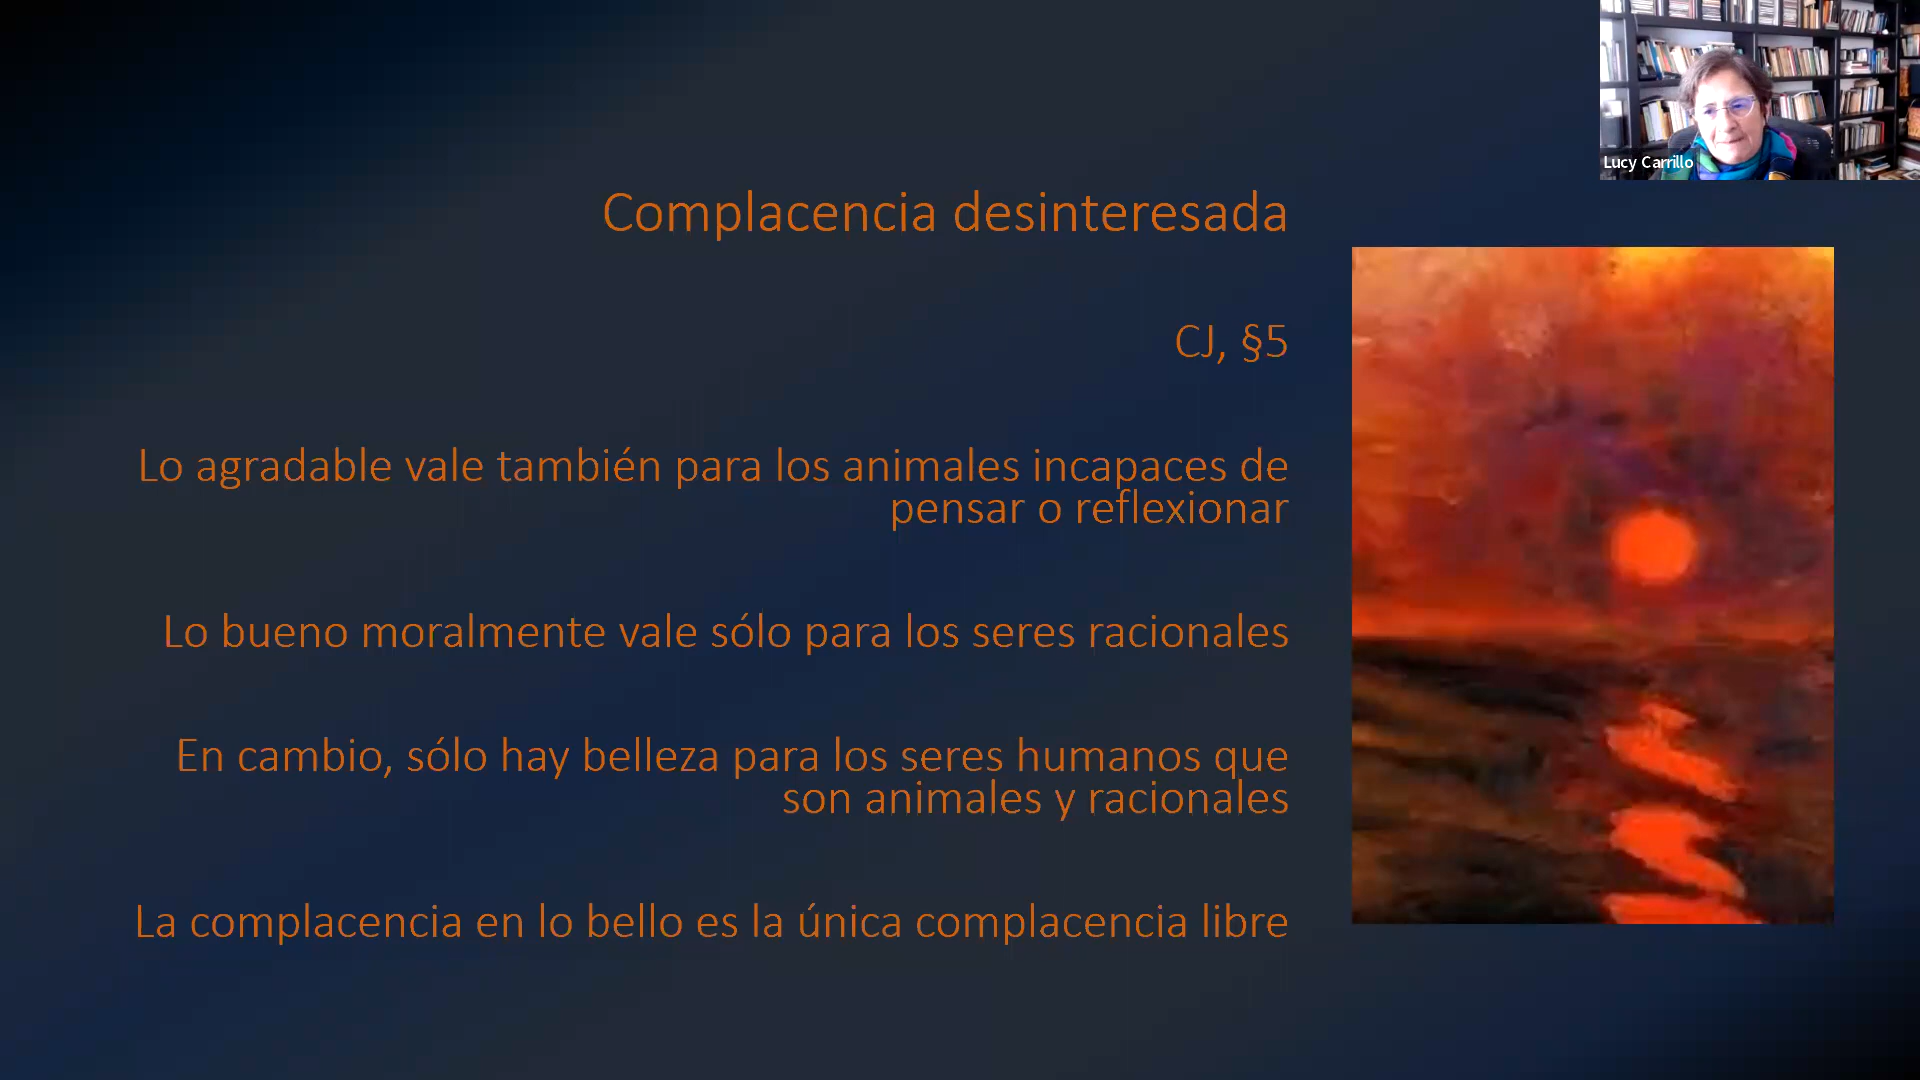 Lucy Carrillo
Complacencia desinteresada
CJ, §5
Lo agradable vale también para los animales incapaces de
pensar o reflexionar
Lo bueno moralmente vale sólo para los seres racionales
En cambio, sólo hay belleza para los seres humanos que
son animales y racionales
La complacencia en lo bello es la única complacencia libre